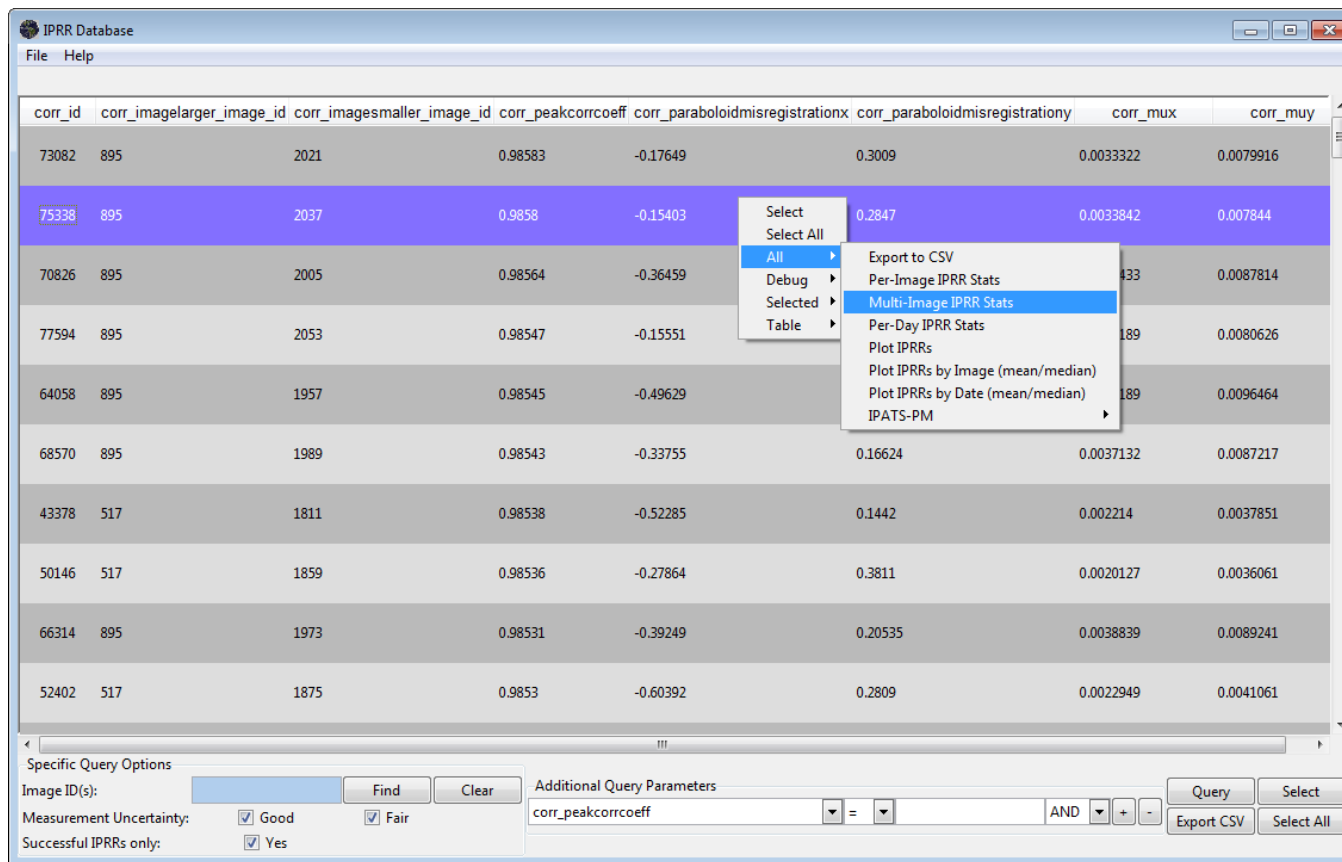 IPRR Database
File Help
corr_id corr_imagelarger_image_id corr_imagesmaller_image_id corr_peakcorrcoeff corr_paraboloidmisregistrationx corr_paraboloidmisregistrationy corr_mux corr_muy
73082 895 2021 0.98583 -0.17649 0.3009 0.0033322 0.0079916
75338 895 2037 0.9858 -0.15403 0.2847 0.0033842 0.007844
Select
Select All
All
Debug
Selected
Table
Export to CSV
Per-Image IPRR Stats
Multi-Image IPRR Stats
Per-Day IPRR Stats
Plot IPRRs
Plot IPRRs by Image (mean/median)
Plot IPRRs by Date (mean/median)
IPATS-PM
70826 895 2005 0.98564 -0.36459 433 0.0087814
77594 895 2053 0.98547 -0.15551 189 0.0080626
64058 895 1957 0.98545 -0.49629 189 0.0096464
68570 895 1989 0.98543 -0.33755 0.16624 0.0037132 0.0087217
43378 517 1811 0.98538 -0.52285 0.1442 0.002214 0.0037851
50146 517 1859 0.98536 -0.27864 0.3811 0.0020127 0.0036061
66314 895 1973 0.98531 -0.39249 0.20535 0.0038839 0.0089241
52402 517 1875 0.9853 -0.60392 0.2809 0.0022949 0.0041061
Specific Query Options
Image ID(s): Find Clear
Measurement Uncertainty: Good Fair
Successful IPRRs only: Yes
Additional Query Parameters
corr_peakcorrcoeff = AND + -
Query Select
Export CSV Select All